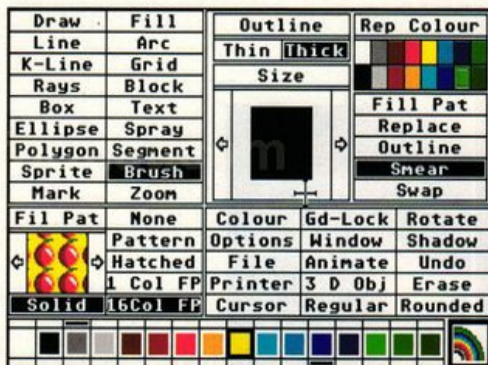 Draw Fill
Line Arc
K-Line Grid
Rays Block
Box Text
Ellipse Spray
Polygon Segment
Sprite Brush
Mark Zoom
Outline
Thin Thick
Size
Rep Colour
Fill Pat
Replace
Outline
Smear
Swap
Fil Pat None
Pattern
Hatched
1 Col FP
Solid 16Col FP
Colour Gd-Lock Rotate
Options Window Shadow
File Animate Undo
Printer 3 D Obj Erase
Cursor Regular Rounded